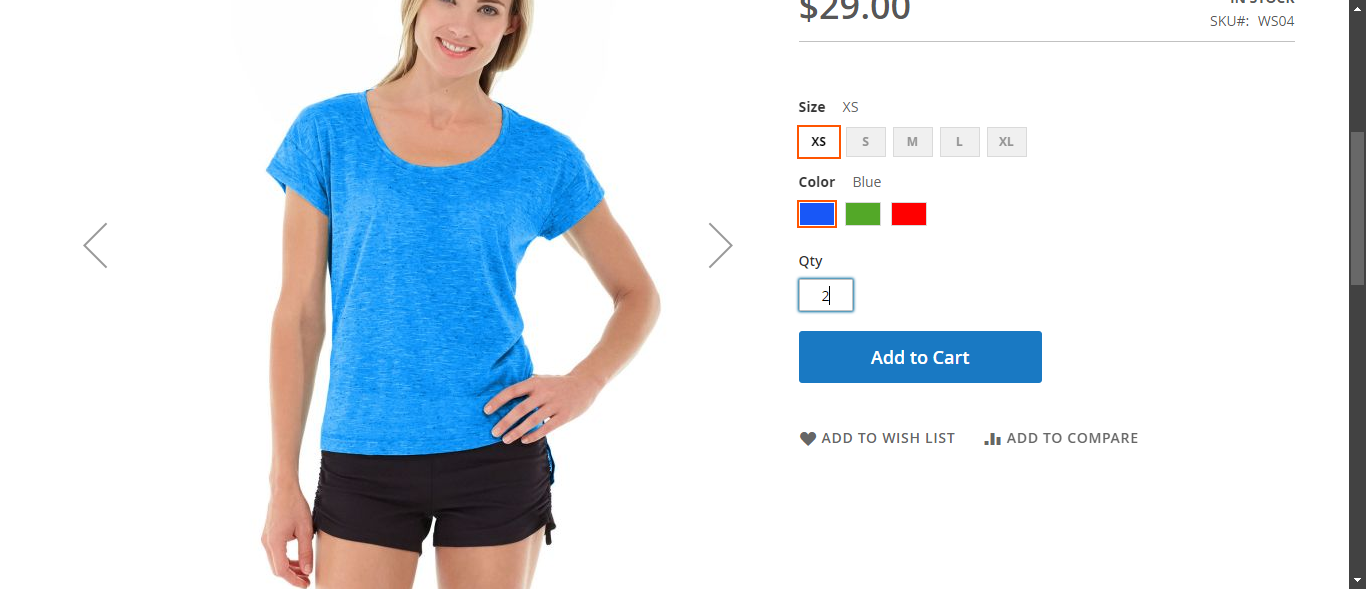 $29.00
IN STOCK
SKU#: WS04
Size XS
XS S M L XL
Color Blue
Qty
2
Add to Cart
ADD TO WISH LIST ADD TO COMPARE